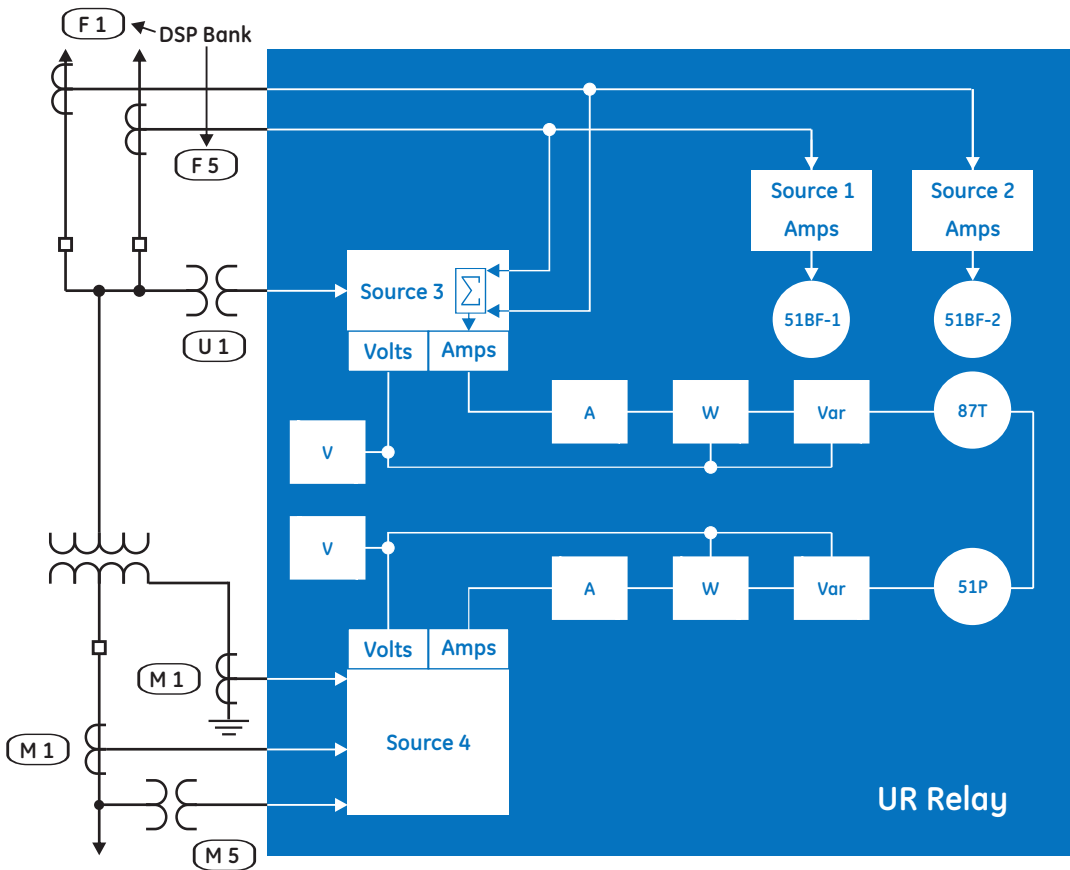 F 1
DSP Bank
F 5
Source 1
Amps
Source 2
Amps
Source 3
Σ
51BF-1
51BF-2
U 1
Volts
Amps
A
W
Var
87T
V
V
A
W
Var
51P
Volts
Amps
M 1
Source 4
M 1
UR Relay
M 5